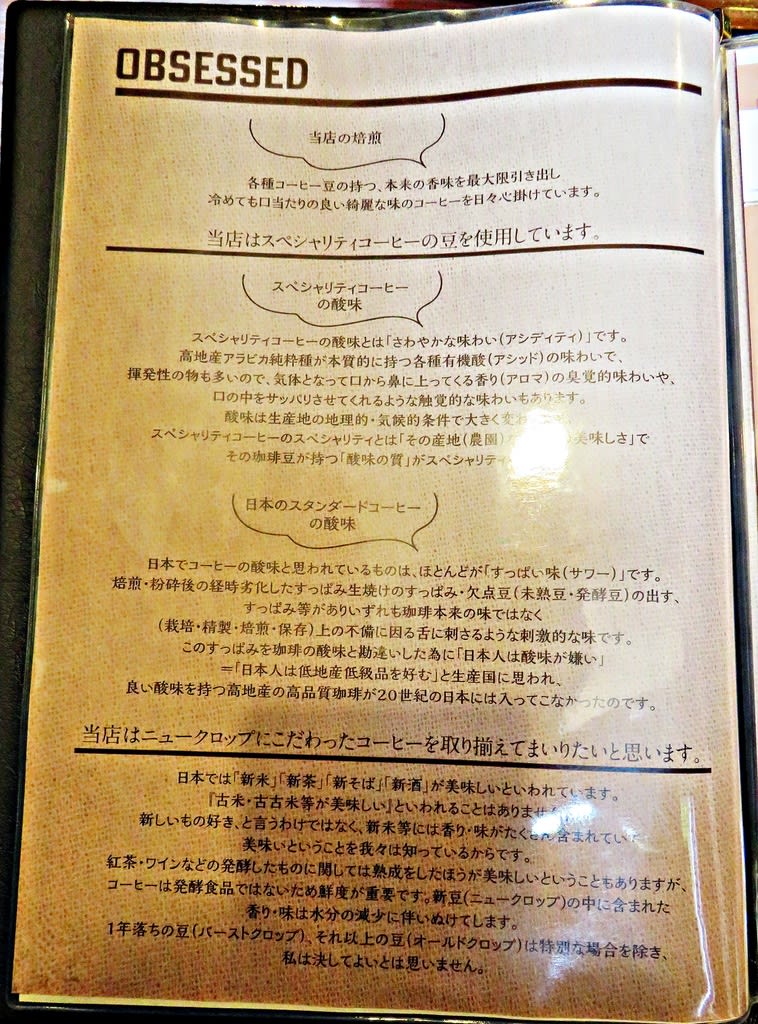 OBSESSED
当店の焙煎
各種コーヒー豆の持つ、本来の香味を最大限引き出し
冷めても口当たりの良い綺麗な味のコーヒーを日々心掛けています。
当店はスペシャリティコーヒーの豆を使用しています。
スペシャリティコーヒー
の酸味
スペシャリティコーヒーの酸味とは「さわやかな味わい(アシディティ)」です。
高地産アラビカ純粋種が本質的に持つ各種有機酸(アシッド)の味わいで、
揮発性の物も多いので、気体となって口から鼻に上ってくる香り(アロマ)の臭覚的味わいや、
口の中をサッパリさせてくれるような触覚的な味わいもあります。
酸味は生産地の地理的・気候的条件で大きく変わ
スペシャリティコーヒーのスペシャリティとは「その産地(農園)な 美味しさ」で
その珈琲豆が持つ「酸味の質」がスペシャリティ
日本のスタンダードコーヒー
の酸味
日本でコーヒーの酸味と思われているものは、ほとんどが「すっぱい味(サワー)」です。
焙煎・粉砕後の経時劣化したすっぱみ生焼けのすっぱみ・欠点豆(未熟豆・発酵豆)の出す、
すっぱみ等がありいずれも珈琲本来の味ではなく
(栽培・精製・焙煎・保存)上の不備に因る舌に刺さるような刺激的な味です。
このすっぱみを珈琲の酸味と勘違いした為に「日本人は酸味が嫌い」
=「日本人は低地産低級品を好む」と生産国に思われ、
良い酸味を持つ高地産の高品質珈琲が20世紀の日本には入ってこなかったのです。
当店はニュークロップにこだわったコーヒーを取り揃えてまいりたいと思います。
日本では「新米」「新茶」「新そば」「新酒」が美味しいといわれています。
『古米・古古米等が美味しい』といわれることはありませ
新しいもの好き、と言うわけではなく、新米等には香り・味がたくさん含まれていて
美味いということを我々は知っているからです。
紅茶・ワインなどの発酵したものに関しては熟成をしたほうが美味しいということもありますが、
コーヒーは発酵食品ではないため鮮度が重要です。新豆(ニュークロップ)の中に含まれた
香り・味は水分の減少に伴いぬけてします。
1年落ちの豆(パーストクロップ)、それ以上の豆(オールドクロップ)は特別な場合を除き、
私は決してよいとは思いません。